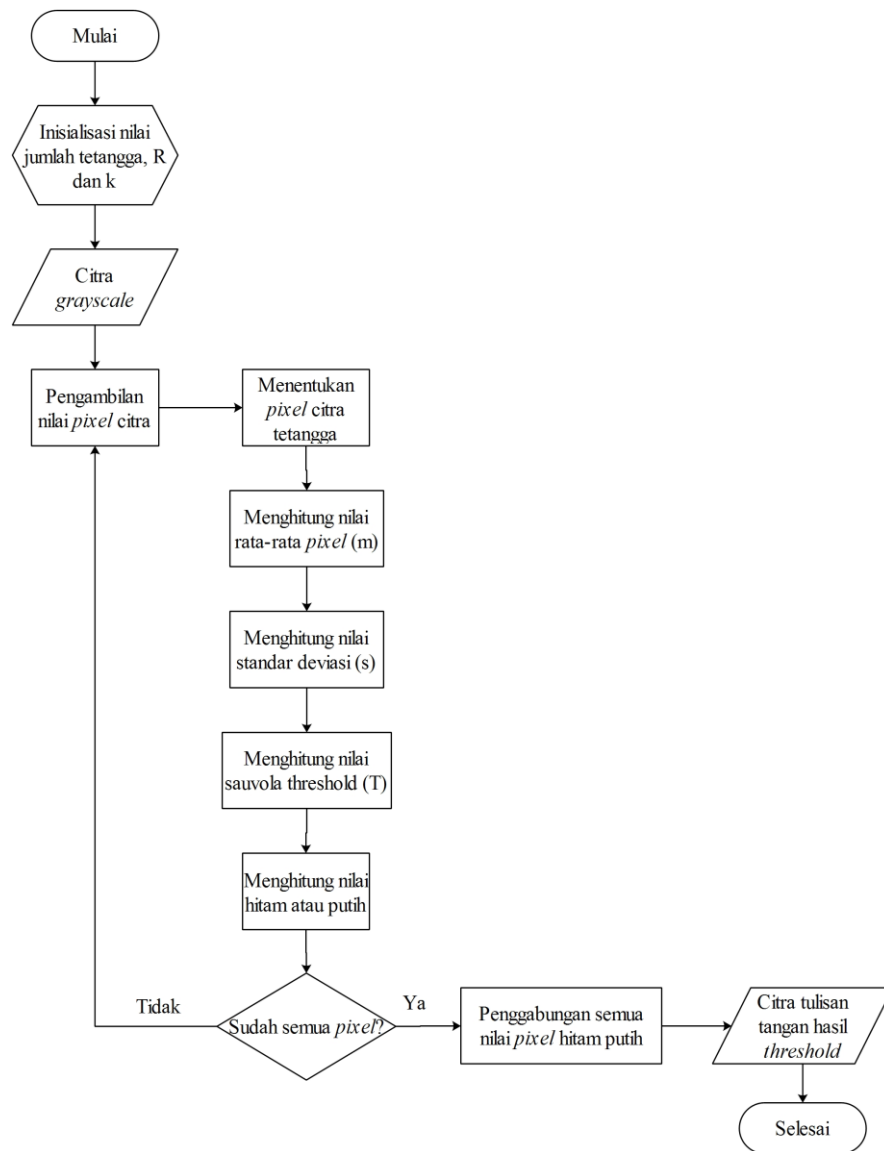 Mulai
Inisialisasi nilai
jumlah tetangga, R
dan k
Citra
grayscale
Pengambilan
nilai pixel citra
Menentukan
pixel citra
tetangga
Menghitung nilai
rata-rata pixel (m)
Menghitung nilai
standar deviasi (s)
Menghitung nilai
sauvola threshold (T)
Menghitung nilai
hitam atau putih
Sudah semua pixel?
Tidak
Ya
Penggabungan semua
nilai pixel hitam putih
Citra tulisan
tangan hasil
threshold
Selesai